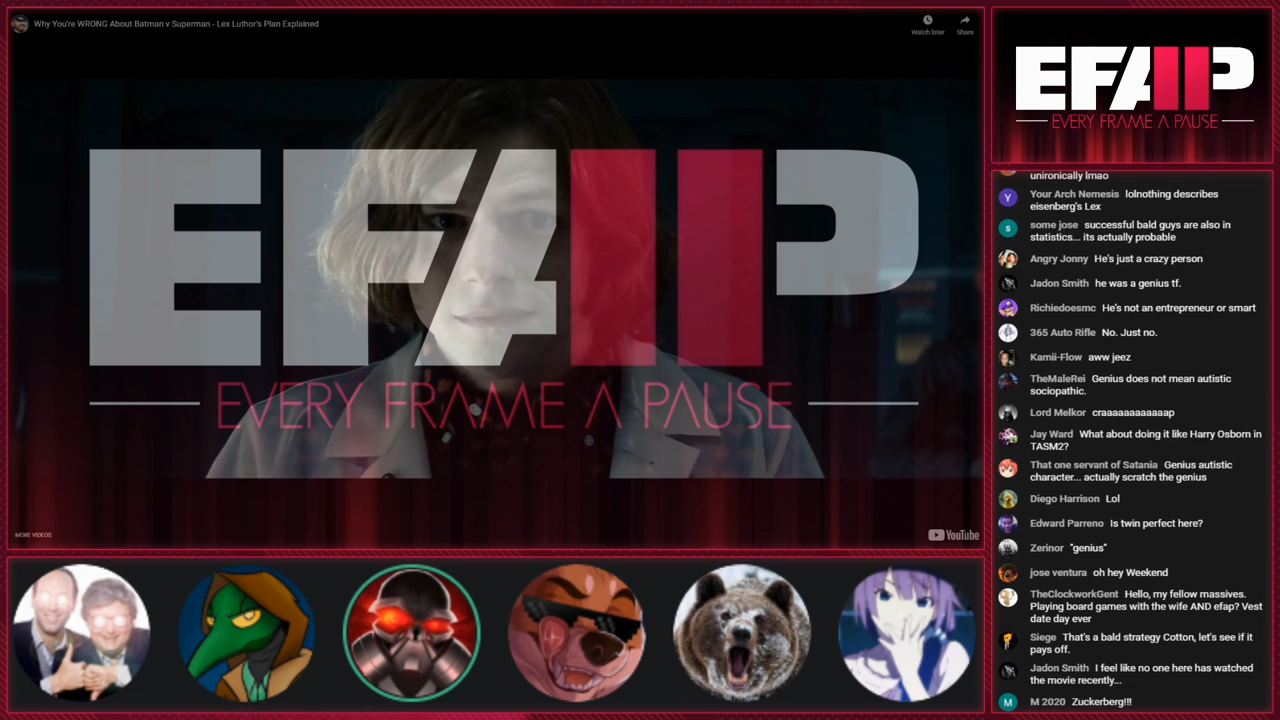 Why You're WRONG About Batman v Superman - Lex Luthor's Plan Explained
Watch later
Share
EFAP
EVERY FRAME A PAUSE
MORE VIDEOS
YouTube
EFAP
EVERY FRAME A PAUSE
unironically lmao
Y
Your Arch Nemesis lolnothing describes
eisenberg's Lex
s
some jose successful bald guys are also in
statistics... its actually probable
Angry Jonny He's just a crazy person
Jadon Smith he was a genius tf.
Richiedoesmc He's not an entrepreneur or smart
365 Auto Rifle No. Just no.
Kamii-Flow aww jeez
TheMaleRei Genius does not mean autistic
sociopathic.
Lord Melkor craaaaaaaaaaap
Jay Ward What about doing it like Harry Osborn in
TASM2?
That one servant of Satania Genius autistic
character... actually scratch the genius
Diego Harrison Lol
Edward Parreno Is twin perfect here?
Zerinor "genius"
jose ventura oh hey Weekend
TheClockworkGent Hello, my fellow massives.
Playing board games with the wife AND efap? Vest
date day ever
Siege That's a bald strategy Cotton, let's see if it
pays off.
Jadon Smith I feel like no one here has watched
the movie recently...
M
M 2020 Zuckerberg!!!